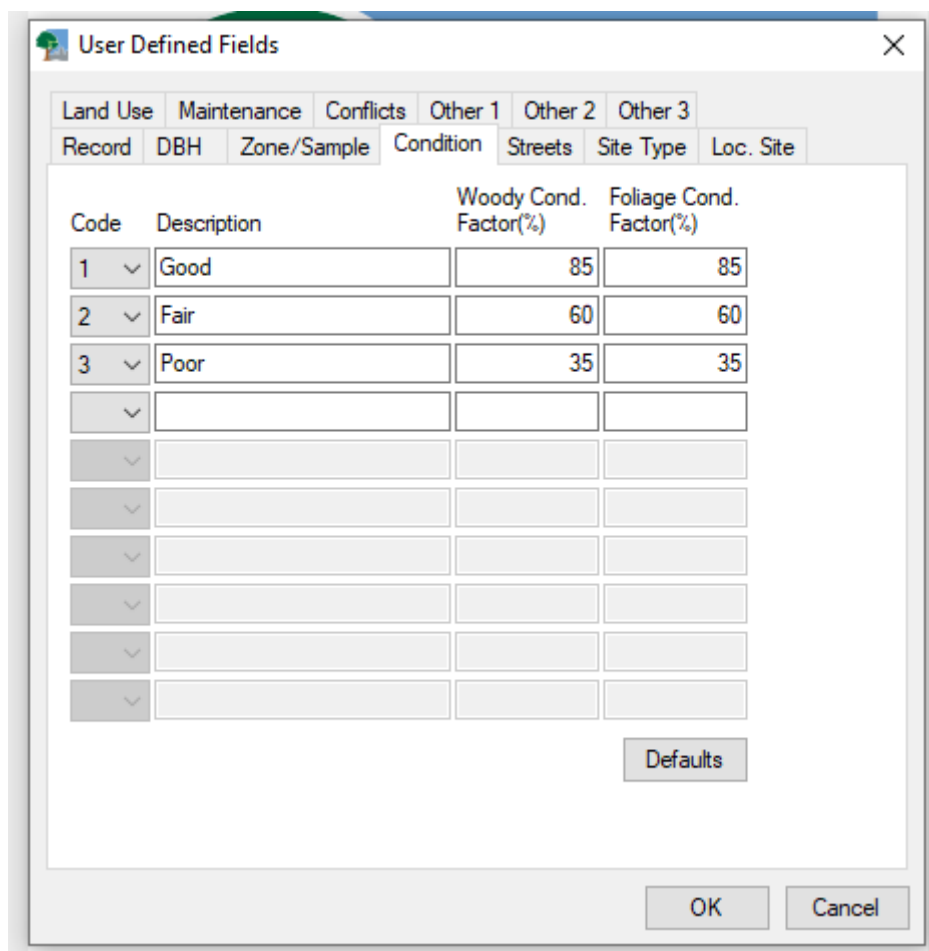 User Defined Fields
Land Use Maintenance Conflicts Other 1 Other 2 Other 3
Record DBH Zone/Sample Condition Streets Site Type Loc. Site
Woody Cond. Foliage Cond.
Code Description Factor(%) Factor(%)
1 Good 85 85
2 Fair 60 60
3 Poor 35 35
Defaults
OK Cancel